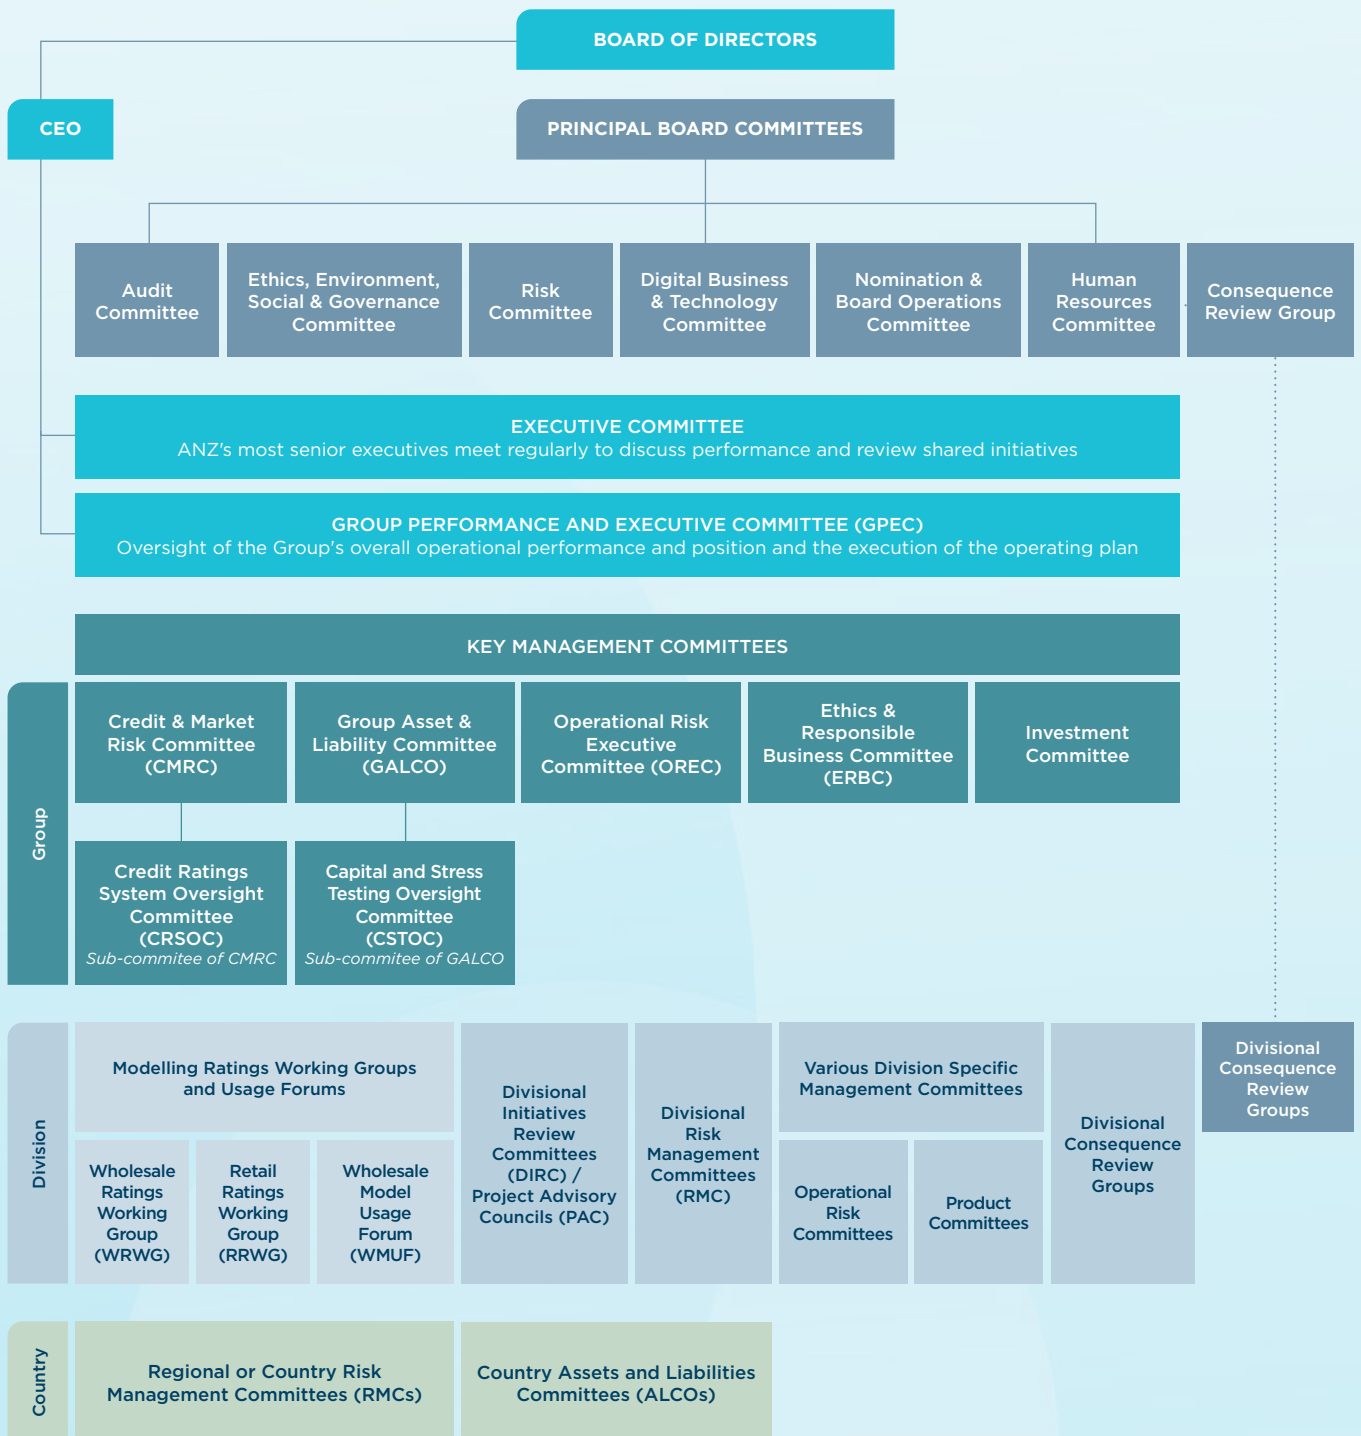 BOARD OF DIRECTORS
CEO
PRINCIPAL BOARD COMMITTEES
Audit
Committee
Ethics, Environment,
Social & Governance
Committee
Risk
Committee
Digital Business
& Technology
Committee
Nomination &
Board Operations
Committee
Human
Resources
Committee
Consequence
Review Group
EXECUTIVE COMMITTEE
ANZ's most senior executives meet regularly to discuss performance and review shared initiatives
GROUP PERFORMANCE AND EXECUTIVE COMMITTEE (GPEC)
Oversight of the Group's overall operational performance and position and the execution of the operating plan
KEY MANAGEMENT COMMITTEES
Group
Credit & Market
Risk Committee
(CMRC)
Group Asset &
Liability Committee
(GALCO)
Operational Risk
Executive
Committee (OREC)
Ethics &
Responsible
Business Committee
(ERBC)
Investment
Committee
Credit Ratings
System Oversight
Committee
(CRSOC)
Sub-commitee of CMRC
Capital and Stress
Testing Oversight
Committee
(CSTOC)
Sub-commitee of GALCO
Division
Modelling Ratings Working Groups
and Usage Forums
Wholesale
Ratings
Working
Group
(WRWG)
Retail
Ratings
Working
Group
(RRWG)
Wholesale
Model
Usage
Forum
(WMUF)
Divisional
Initiatives
Review
Committees
(DIRC) /
Project Advisory
Councils (PAC)
Divisional
Risk
Management
Committees
(RMC)
Various Division Specific
Management Committees
Operational
Risk
Committees
Product
Committees
Divisional
Consequence
Review
Groups
Divisional
Consequence
Review
Groups
Country
Regional or Country Risk
Management Committees (RMCs)
Country Assets and Liabilities
Committees (ALCOs)